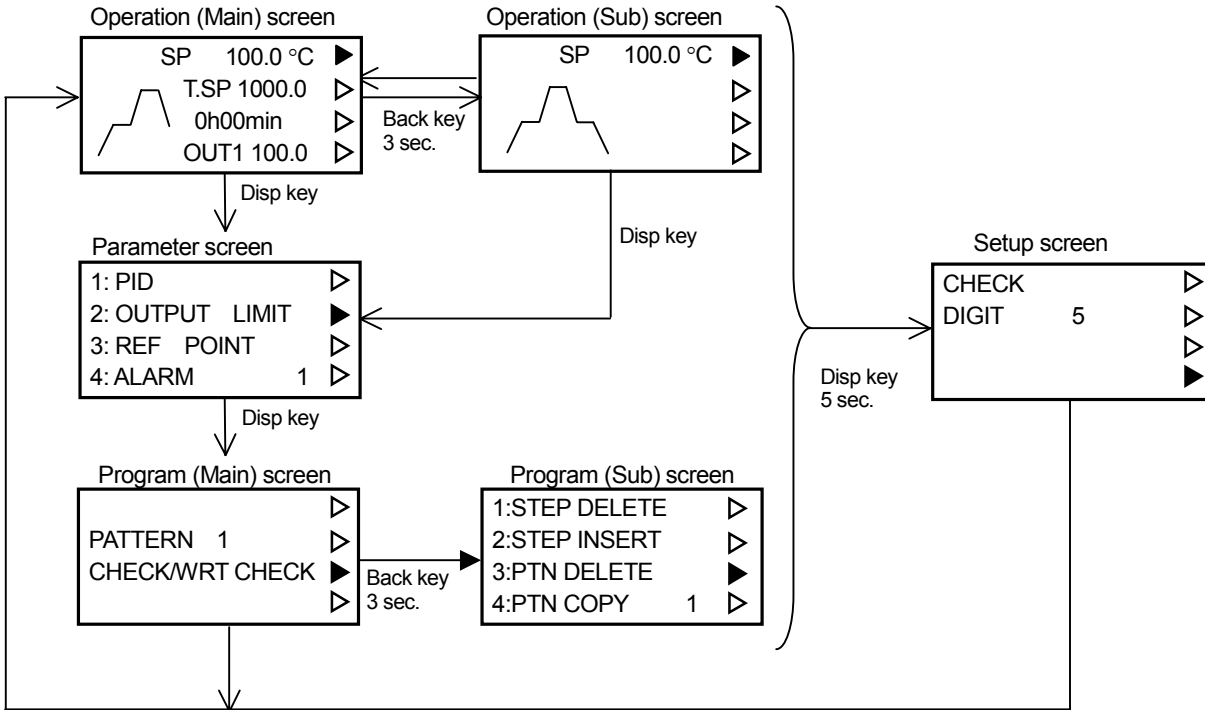 Operation (Main) screen
SP 100.0 °C
T.SP 1000.0
0h00min
OUT1 100.0
Back key
3 sec.
Operation (Sub) screen
SP 100.0 °C
Disp key
Disp key
Parameter screen
1: PID
2: OUTPUT LIMIT
3: REF POINT
4: ALARM 1
Disp key
Program (Main) screen
PATTERN 1
CHECK/WRT CHECK
Back key
3 sec.
Program (Sub) screen
1:STEP DELETE
2:STEP INSERT
3:PTN DELETE
4:PTN COPY 1
Disp key
5 sec.
Setup screen
CHECK
DIGIT 5